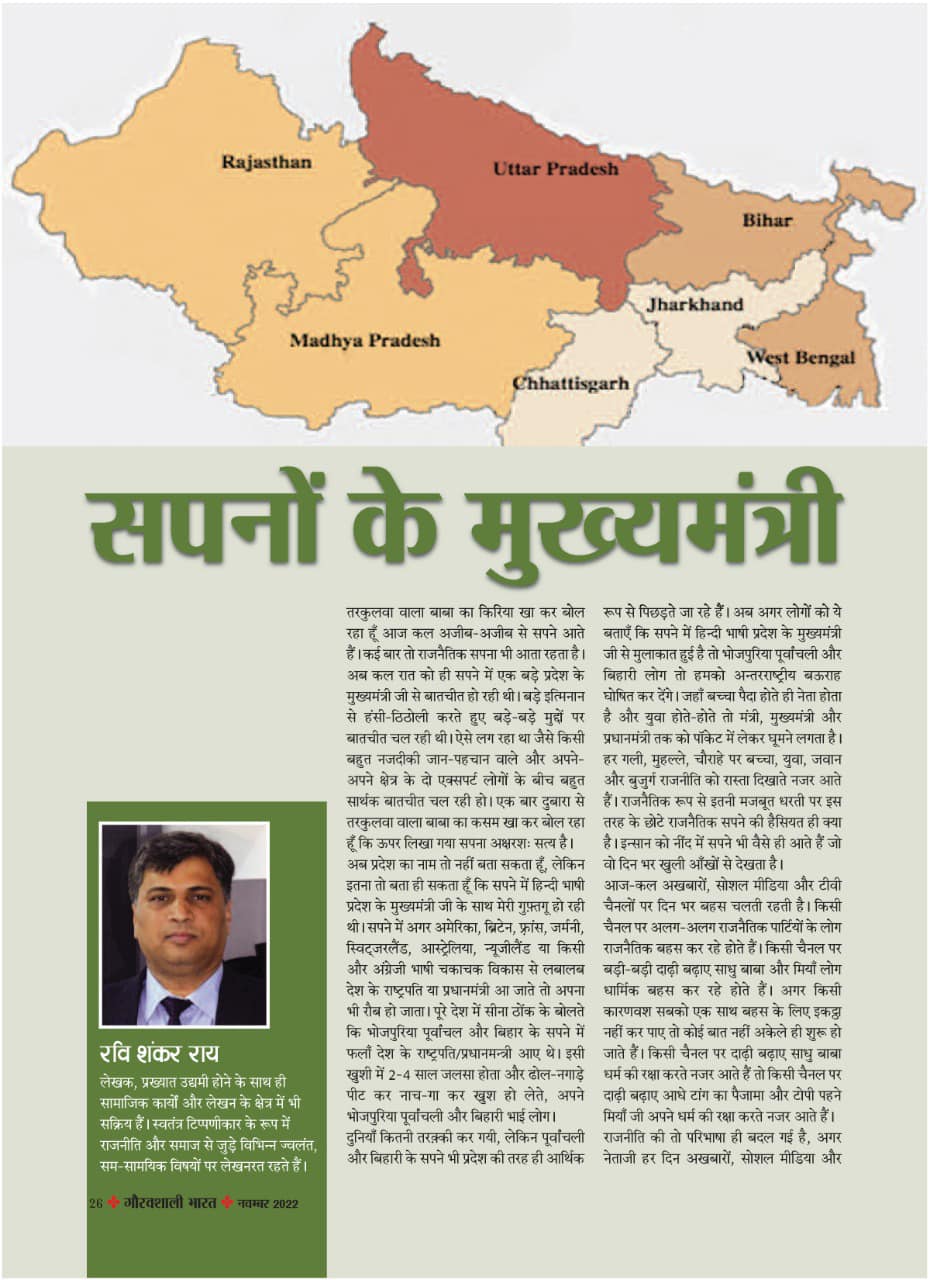 Rajasthan
Uttar Pradesh
Bihar
Jharkhand
Madhya Pradesh
West Bengal
Chhattisgarh
सपनों के मुख्यमंत्री
तरकुलवा वाला बाबा का किरिया खा कर बोल
रहा हूँ आज कल अजीब-अजीब से सपने आते
हैं। कई बार तो राजनैतिक सपना भी आता रहता है।
अब कल रात को ही सपने में एक बड़े प्रदेश के
मुख्यमंत्री जी से बातचीत हो रही थी। बड़े इत्मिनान
से हंसी-ठिठोली करते हुए बड़े-बड़े मुद्दों पर
बातचीत चल रही थी। ऐसे लग रहा था जैसे किसी
बहुत नजदीकी जान-पहचान वाले और अपने-
अपने क्षेत्र के दो एक्सपर्ट लोगों के बीच बहुत
सार्थक बातचीत चल रही हो। एक बार दुबारा से
तरकुलवा वाला बाबा का कसम खा कर बोल रहा
हूँ कि ऊपर लिखा गया सपना अक्षरशः सत्य है।
अब प्रदेश का नाम तो नहीं बता सकता हूँ, लेकिन
इतना तो बता ही सकता हूँ कि सपने में हिन्दी भाषी
प्रदेश के मुख्यमंत्री जी के साथ मेरी गुफ़्तगू हो रही
थी। सपने में अगर अमेरिका, ब्रिटेन, फ्रांस, जर्मनी,
स्विट्जरलैंड, आस्ट्रेलिया, न्यूजीलैंड या किसी
और अंग्रेजी भाषी चकाचक विकास से लबालब
देश के राष्ट्रपति या प्रधानमंत्री आ जाते तो अपना
भी रौब हो जाता। पूरे देश में सीना ठोंक के बोलते
कि भोजपुरिया पूर्वांचल और बिहार के सपने में
फलाँ देश के राष्ट्रपति/प्रधानमन्त्री आए थे। इसी
खुशी में 2-4 साल जलसा होता और ढोल-नगाड़े
पीट कर नाच-गा कर खुश हो लेते, अपने
भोजपुरिया पूर्वांचली और बिहारी भाई लोग।
दुनियाँ कितनी तरक़्की कर गयी, लेकिन पूर्वांचली
और बिहारी के सपने भी प्रदेश की तरह ही आर्थिक
रूप से पिछड़ते जा रहे हैं। अब अगर लोगों को ये
बताएँ कि सपने में हिन्दी भाषी प्रदेश के मुख्यमंत्री
जी से मुलाकात हुई है तो भोजपुरिया पूर्वांचली और
बिहारी लोग तो हमको अन्तरराष्ट्रीय बऊराह
घोषित कर देंगे। जहाँ बच्चा पैदा होते ही नेता होता
है और युवा होते-होते तो मंत्री, मुख्यमंत्री और
प्रधानमंत्री तक को पॉकेट में लेकर घूमने लगता है।
हर गली, मुहल्ले, चौराहे पर बच्चा, युवा, जवान
और बुजुर्ग राजनीति को रास्ता दिखाते नजर आते
हैं। राजनैतिक रूप से इतनी मजबूत धरती पर इस
तरह के छोटे राजनैतिक सपने की हैसियत ही क्या
है। इन्सान को नींद में सपने भी वैसे ही आते हैं जो
वो दिन भर खुली आँखों से देखता है।
आज-कल अखबारों, सोशल मीडिया और टीवी
चैनलों पर दिन भर बहस चलती रहती है। किसी
चैनल पर अलग-अलग राजनैतिक पार्टियों के लोग
राजनैतिक बहस कर रहे होते हैं। किसी चैनल पर
बड़ी-बड़ी दाढ़ी बढ़ाए साधु बाबा और मियाँ लोग
धार्मिक बहस कर रहे होते हैं। अगर किसी
कारणवश सबको एक साथ बहस के लिए इकट्ठा
नहीं कर पाए तो कोई बात नहीं अकेले ही शुरू हो
जाते हैं। किसी चैनल पर दाढ़ी बढ़ाए साधु बाबा
धर्म की रक्षा करते नजर आते हैं तो किसी चैनल पर
दाढ़ी बढ़ाए आधे टांग का पैजामा और टोपी पहने
मियाँ जी अपने धर्म की रक्षा करते नजर आते हैं।
राजनीति की तो परिभाषा ही बदल गई है, अगर
नेताजी हर दिन अखबारों, सोशल मीडिया और
रवि शंकर राय
लेखक, प्रख्यात उद्यमी होने के साथ ही
सामाजिक कार्यों और लेखन के क्षेत्र में भी
सक्रिय हैं। स्वतंत्र टिप्पणीकार के रूप में
राजनीति और समाज से जुड़े विभिन्न ज्वलंत,
सम-सामयिक विषयों पर लेखनरत रहते हैं।
26 ❖ गौरवशाली भारत ❖ नवम्बर 2022